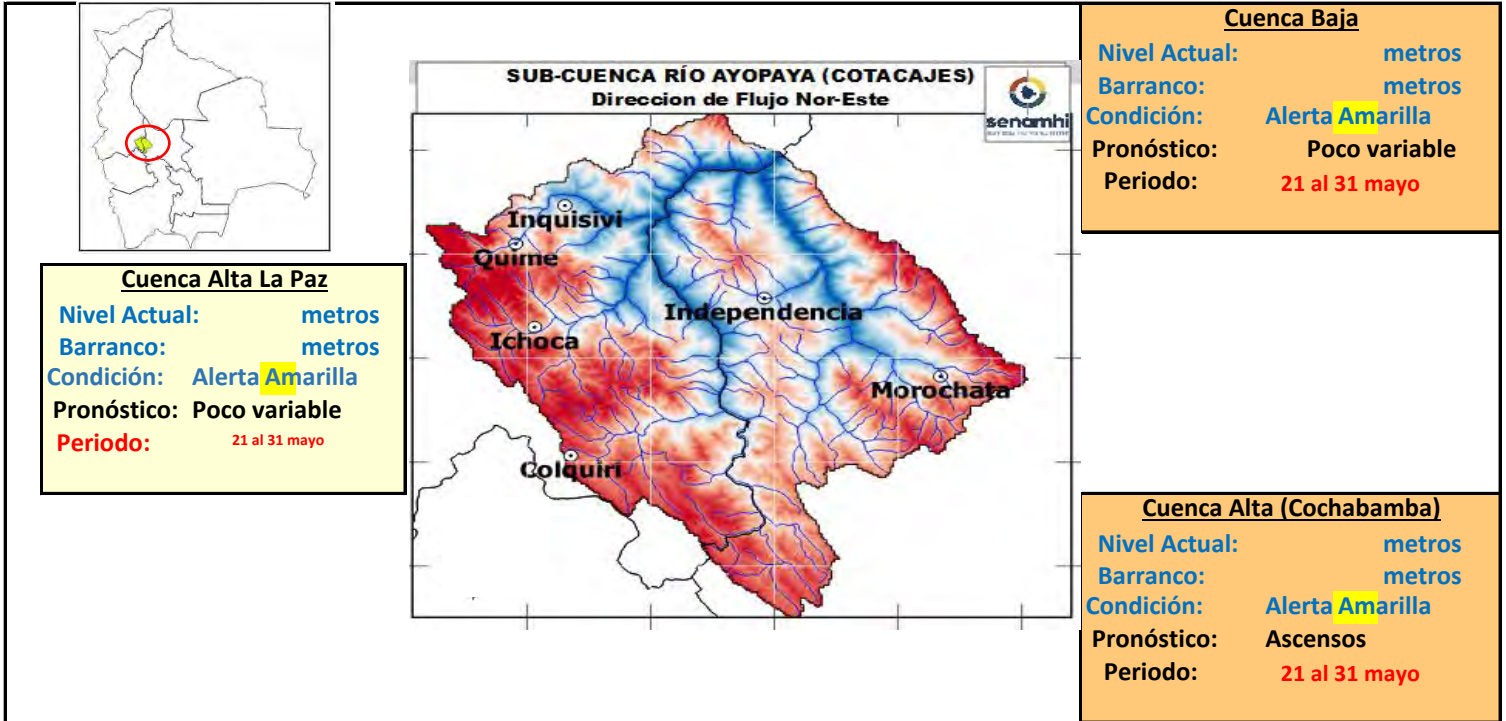 SUB-CUENCA RÍO AYOPAYA (COTACAJES)
Direccion de Flujo Nor-Este
senamhi
Inquisivi
Quime
Independencia
Ichoca
Morochata
Colquiri
Cuenca Alta La Paz
Nivel Actual: metros
Barranco: metros
Condición: Alerta Amarilla
Pronóstico: Poco variable
Periodo: 21 al 31 mayo
Cuenca Baja
Nivel Actual: metros
Barranco: metros
Condición: Alerta Amarilla
Pronóstico: Poco variable
Periodo: 21 al 31 mayo
Cuenca Alta (Cochabamba)
Nivel Actual: metros
Barranco: metros
Condición: Alerta Amarilla
Pronóstico: Ascensos
Periodo: 21 al 31 mayo